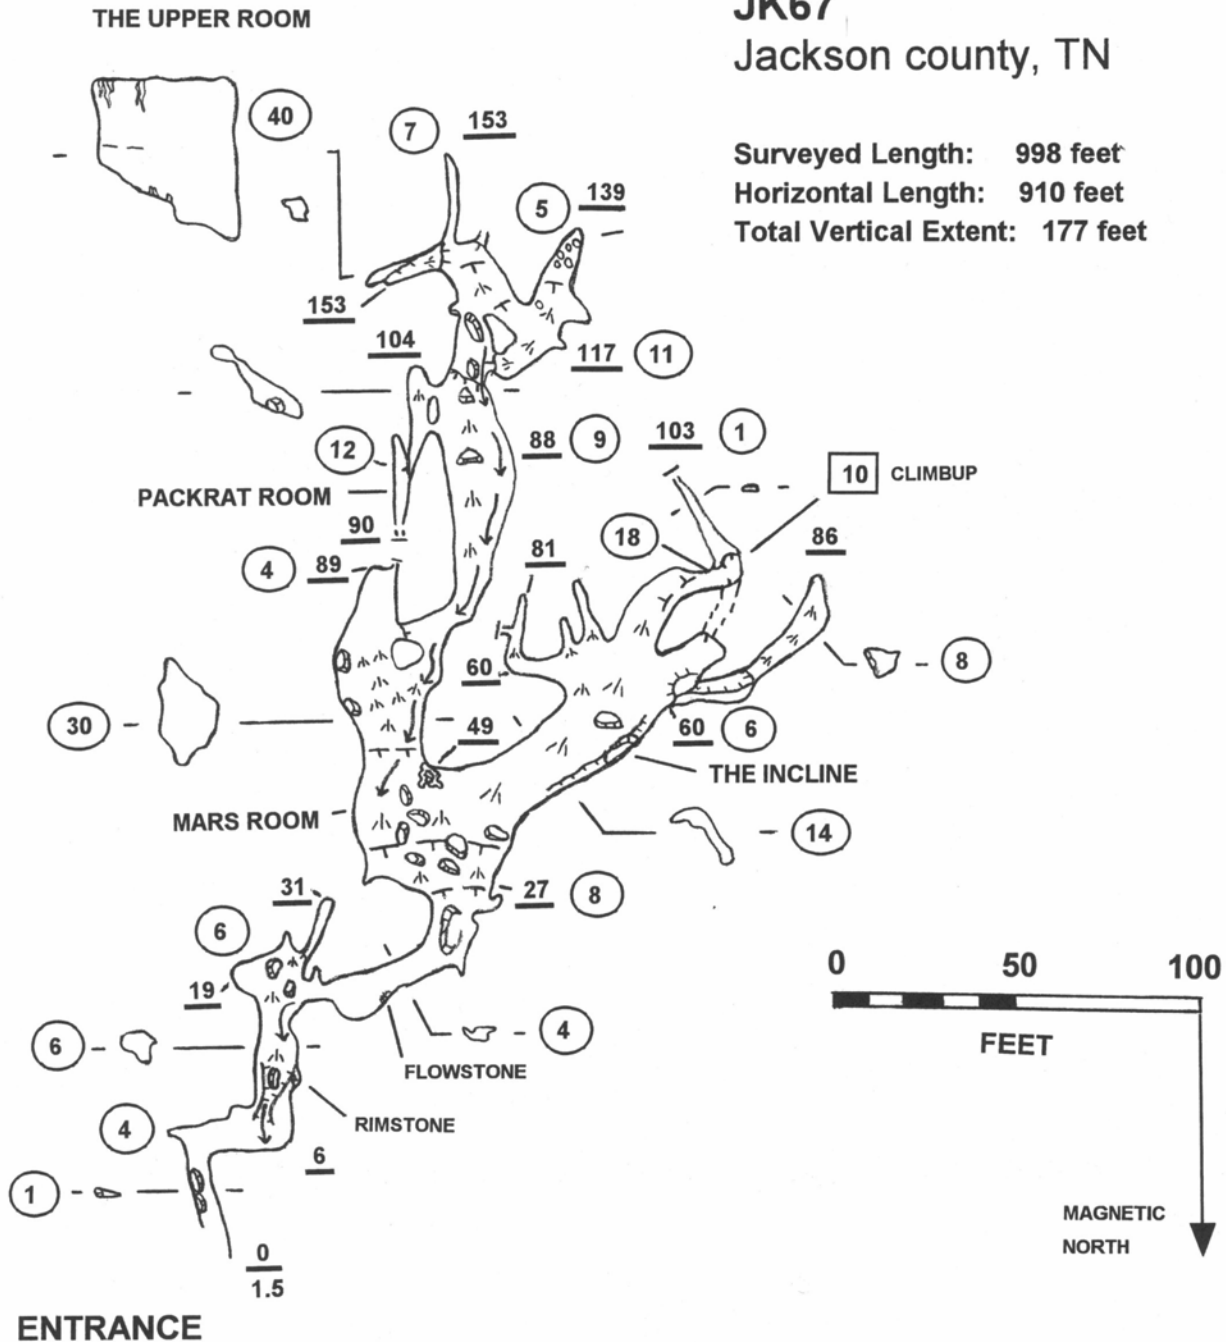 THE UPPER ROOM
JK67
Jackson county, TN
Surveyed Length: 998 feet
Horizontal Length: 910 feet
Total Vertical Extent: 177 feet
40
7
153
5
139
153
104
117
11
12
88
9
103
1
10
CLIMBUP
PACKRAT ROOM
90
4
89
81
18
86
8
60
30
49
60
6
THE INCLINE
MARS ROOM
14
31
27
8
6
19
0
50
100
6
4
FEET
FLOWSTONE
4
RIMSTONE
6
1
MAGNETIC
NORTH
0
1.5
ENTRANCE